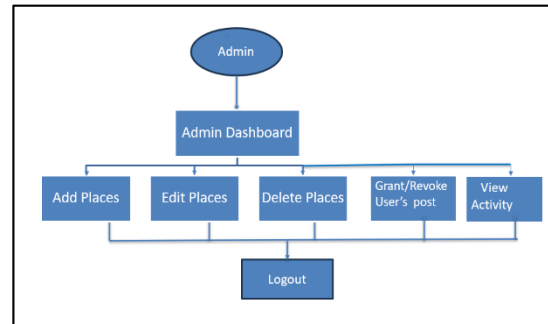 Admin
Admin Dashboard
Add Places
Edit Places
Delete Places
Grant/Revoke
User's post
View
Activity
Logout